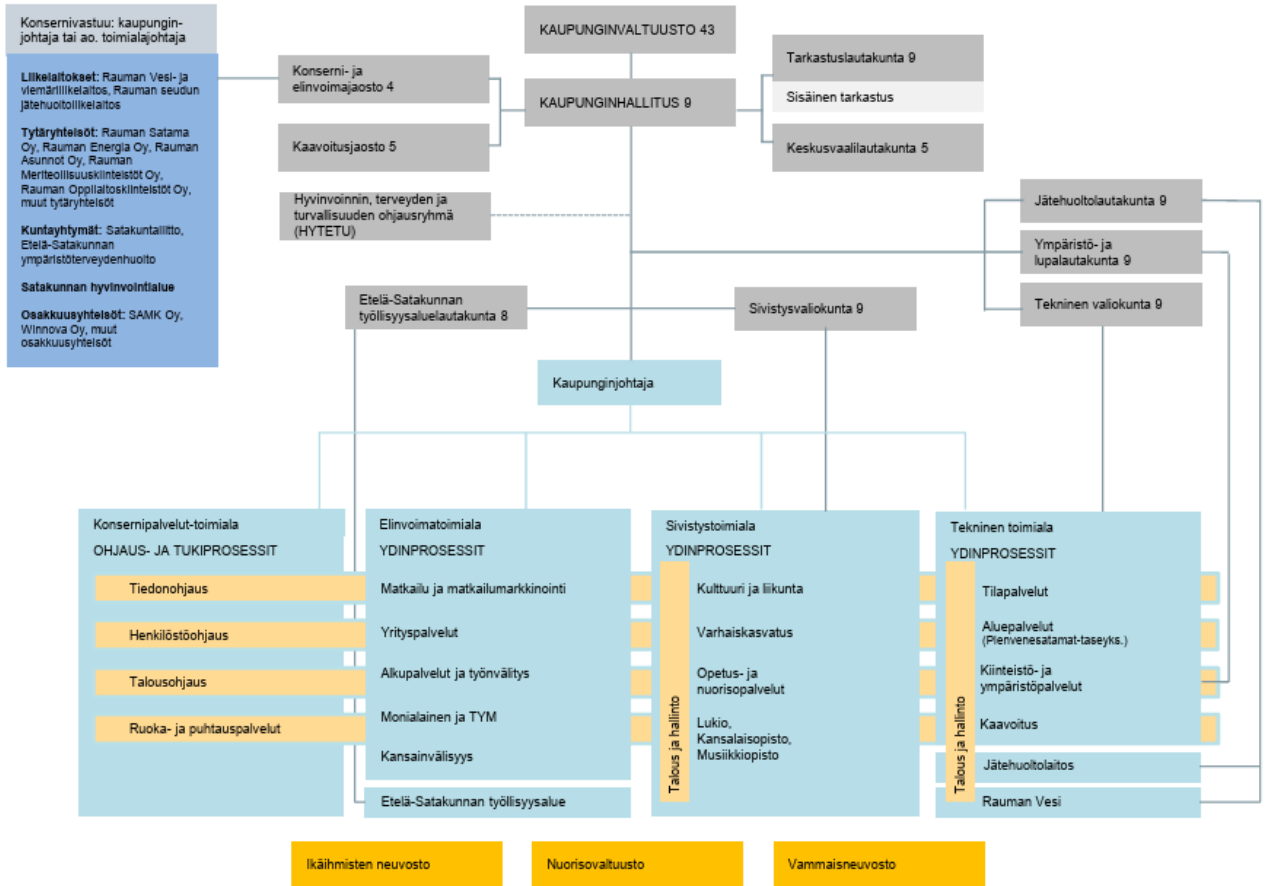 Konsernivastuu: kaupungin-
johtaja tai ao. toimialajohtaja
Liikelaitokset: Rauman Vesi- ja
viemäriliikelaitos, Rauman seudun
jätehuoltoliikelaitos
Tytäryhteisöt: Rauman Satama
Oy, Rauman Energia Oy, Rauman
Asunnot Oy, Rauman
Meriteollisuuskiinteistöt Oy,
Rauman Oppilaitoskiinteistöt Oy,
muut tytäryhteisöt
Kuntayhtymät: Satakuntaliitto,
Etelä-Satakunnan
ympäristöterveydenhuolto
Satakunnan hyvinvointialue
Osakkuusyhteisöt: SAMK Oy,
Winnova Oy, muut
osakkuusyhteisöt
KAUPUNGINVALTUUSTO 43
Konserni- ja
elinvoimajaosto 4
KAUPUNGINHALLITUS 9
Tarkastuslautakunta 9
Sisäinen tarkastus
Kaavoitusjaosto 5
Keskusvaalilautakunta 5
Hyvinvoinnin, terveyden ja
turvallisuuden ohjausryhmä
(HYTETU)
Jätehuoltolautakunta 9
Ympäristö- ja
lupalautakunta 9
Tekninen valiokunta 9
Etelä-Satakunnan
työllisyysaluelautakunta 8
Sivistysvaliokunta 9
Kaupunginjohtaja
Konsernipalvelut-toimiala
OHJAUS- JA TUKIPROSESSIT
Tiedonohjaus
Henkilöstöohjaus
Talousohjaus
Ruoka- ja puhtauspalvelut
Elinvoimatoimiala
YDINPROSESSIT
Matkailu ja matkailumarkkinointi
Yrityspalvelut
Alkupalvelut ja työnvälitys
Monialainen ja TYM
Kansainvälisyys
Etelä-Satakunnan työllisyysalue
Sivistystoimiala
YDINPROSESSIT
Talous ja hallinto
Kulttuuri ja liikunta
Varhaiskasvatus
Opetus- ja
nuorisopalvelut
Lukio,
Kansalaisopisto,
Musiikkiopisto
Tekninen toimiala
YDINPROSESSIT
Talous ja hallinto
Tilapalvelut
Aluepalvelut
(Pienvenesatamat-taseyks.)
Kiinteistö- ja
ympäristöpalvelut
Kaavoitus
Jätehuoltolaitos
Rauman Vesi
Ikäihmisten neuvosto
Nuorisovaltuusto
Vammaisneuvosto